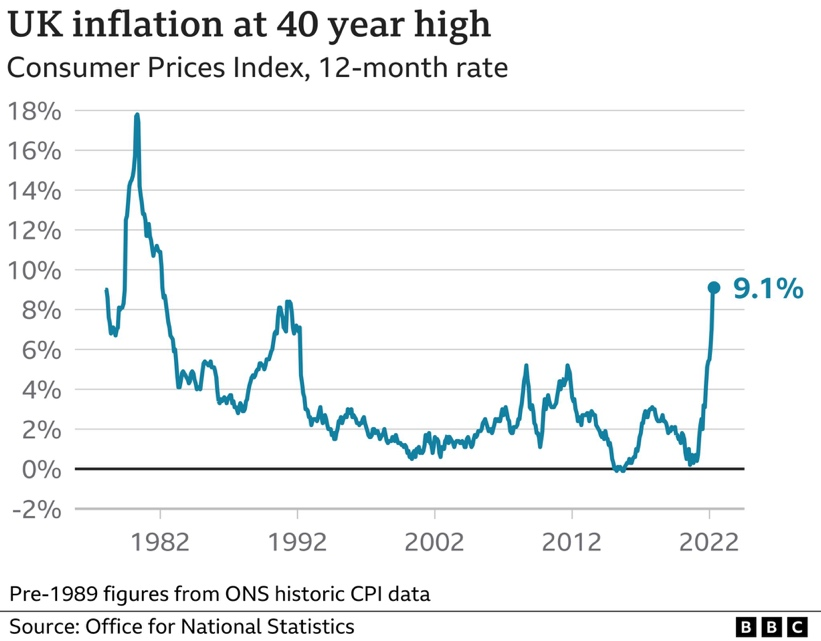 UK inflation at 40 year high
Consumer Prices Index, 12-month rate
18%
16%
14%
12%
10%
9.1%
8%
6%
4%
2%
0%
-2%
1982 1992 2002 2012 2022
Pre-1989 figures from ONS historic CPI data
Source: Office for National Statistics
BBC